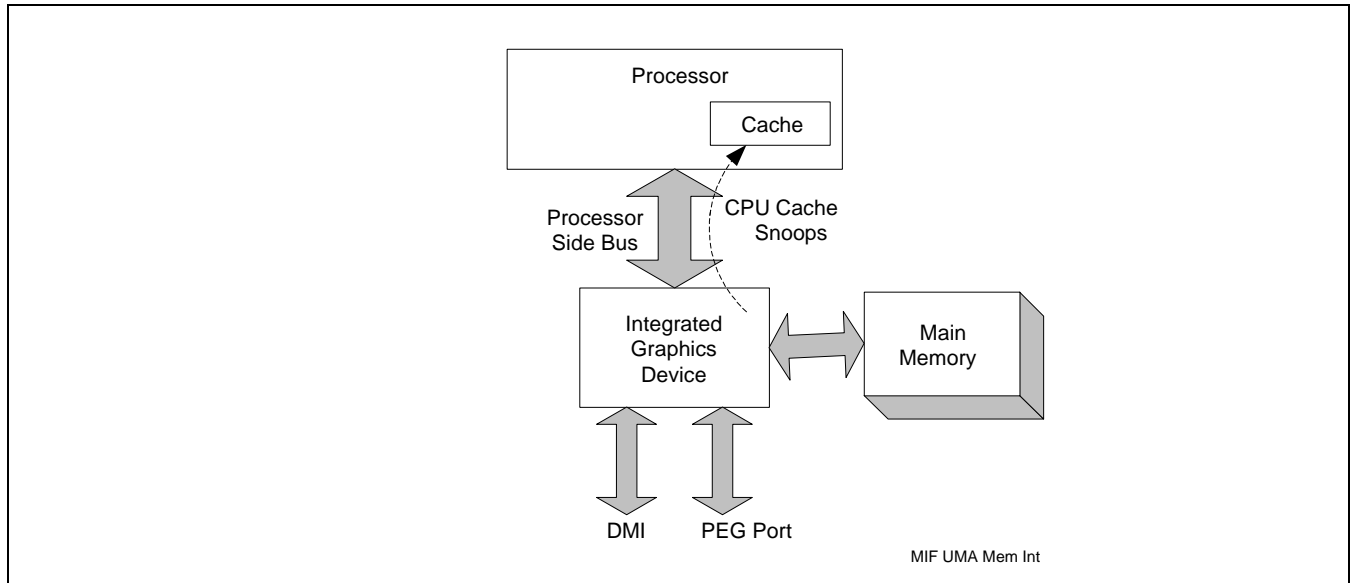 Processor
Cache
Processor
Side Bus
CPU Cache
Snoops
Integrated
Graphics
Device
Main
Memory
DMI
PEG Port
MIF UMA Mem Int